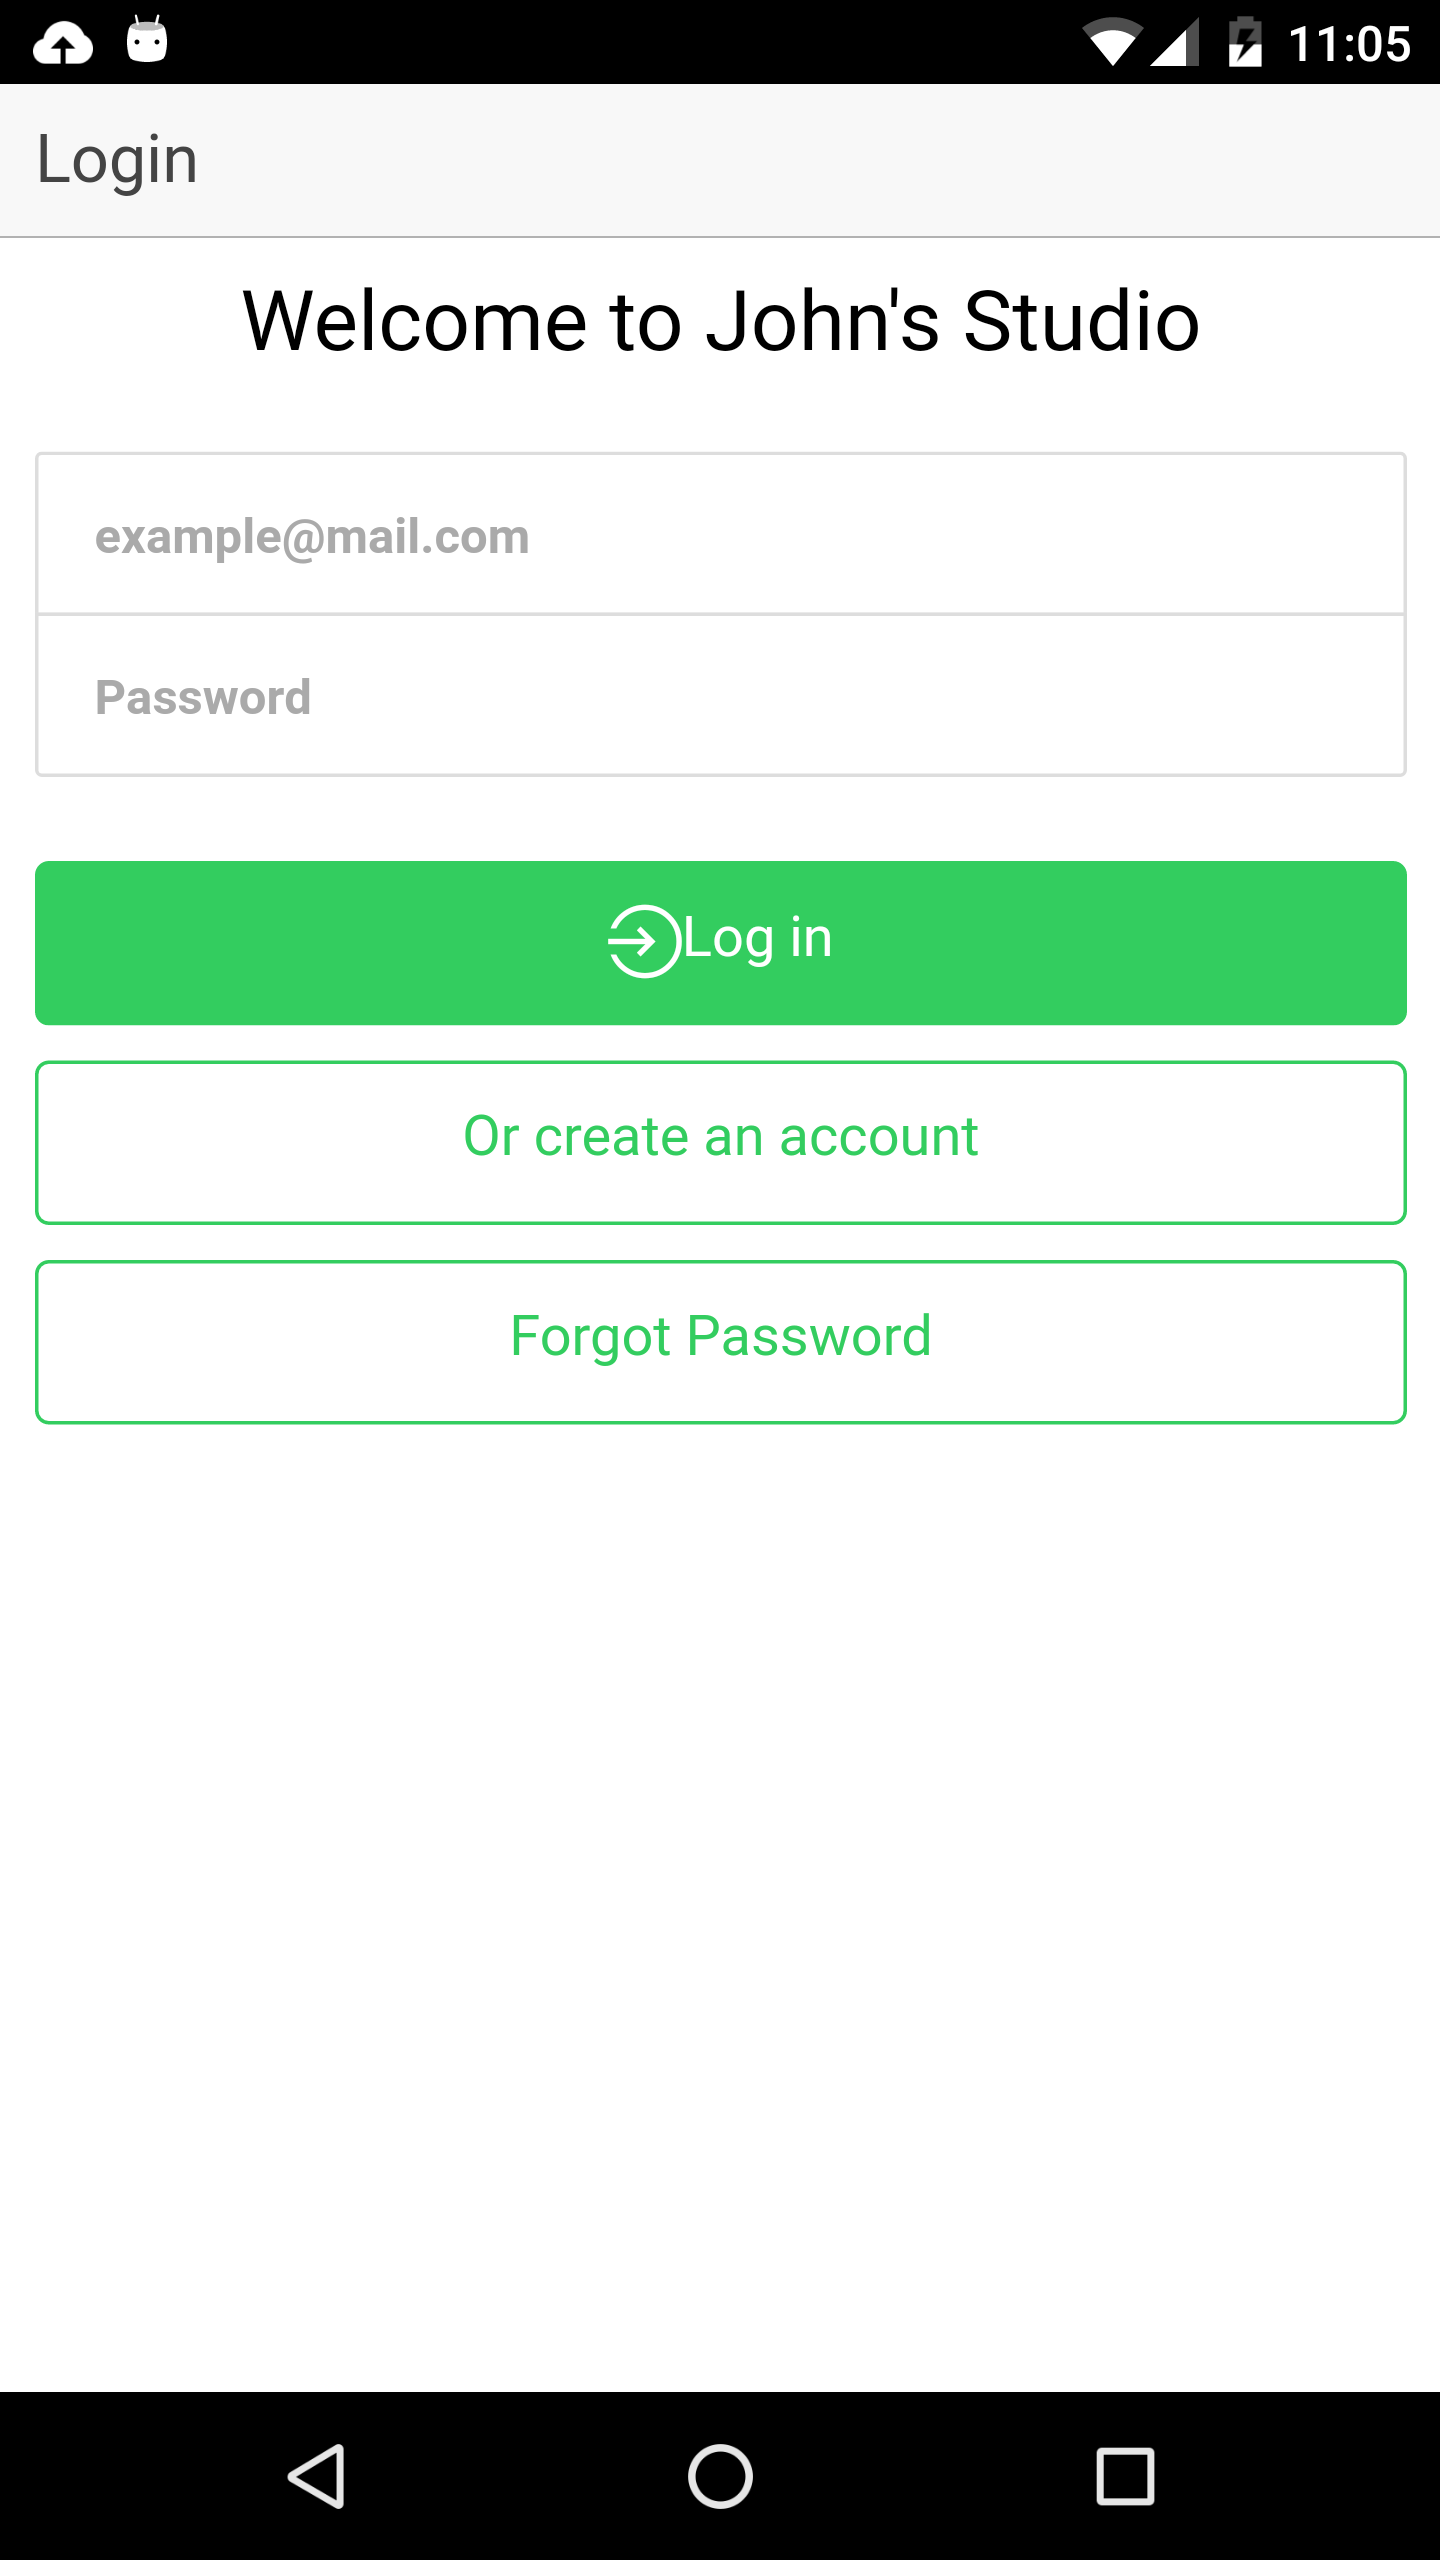 11:05
Login
Welcome to John's Studio
example@mail.com
Password
Log in
Or create an account
Forgot Password